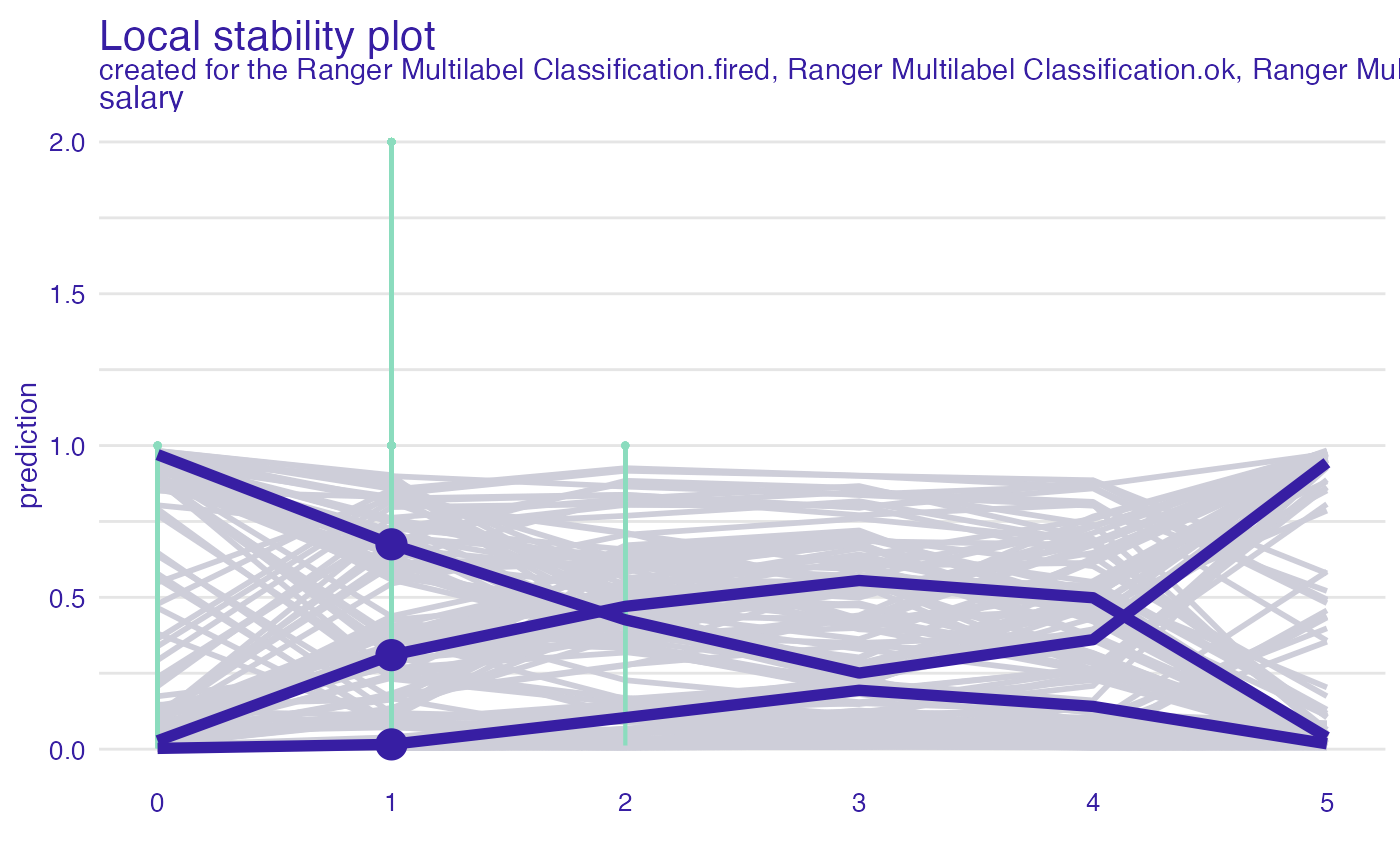 Local stability plot
created for the Ranger Multilabel Classification.fired, Ranger Multilabel Classification.ok, Ranger Mul
salary
2.0
1.5
1.0
0.5
0.0
prediction
0 1 2 3 4 5